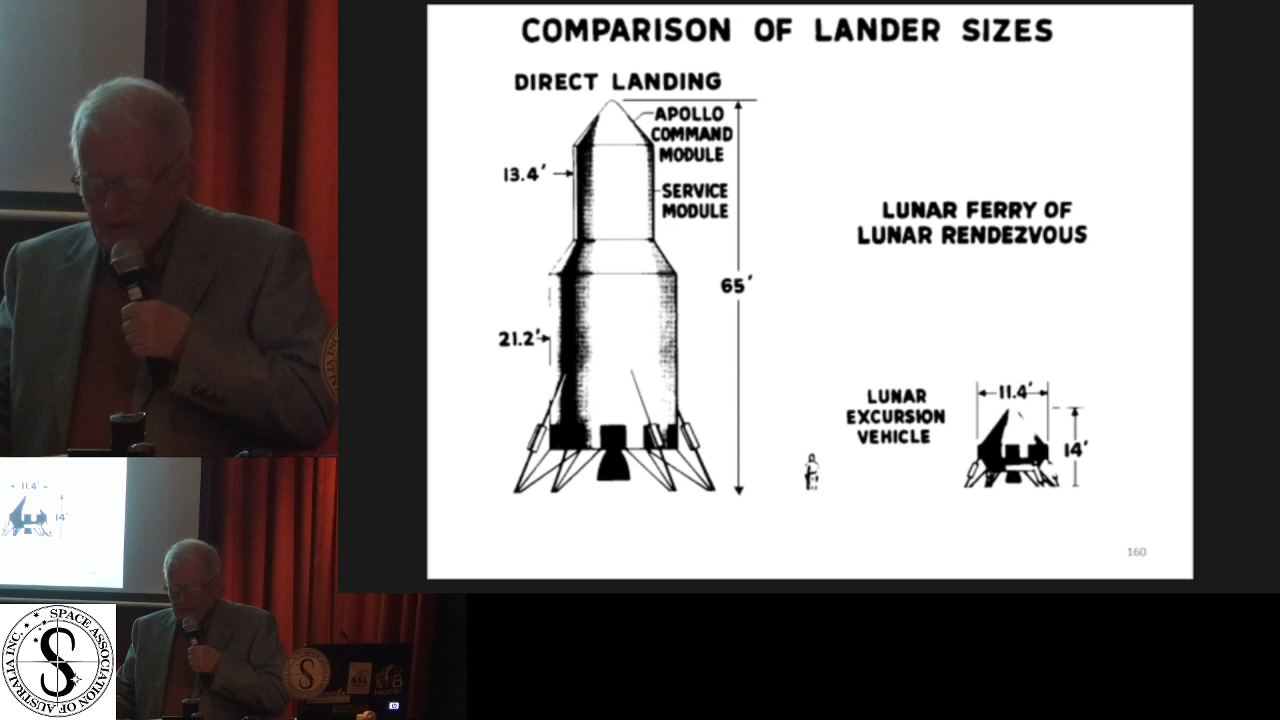 COMPARISON OF LANDER SIZES
DIRECT LANDING
APOLLO
COMMAND
MODULE
13.4'
SERVICE
MODULE
65'
21.2'
LUNAR FERRY OF
LUNAR RENDEZVOUS
LUNAR
EXCURSION
VEHICLE
11.4'
14'
160
11.4'
14'
SPACE ASSOCIATION
OF AUSTRALIA INC.
S